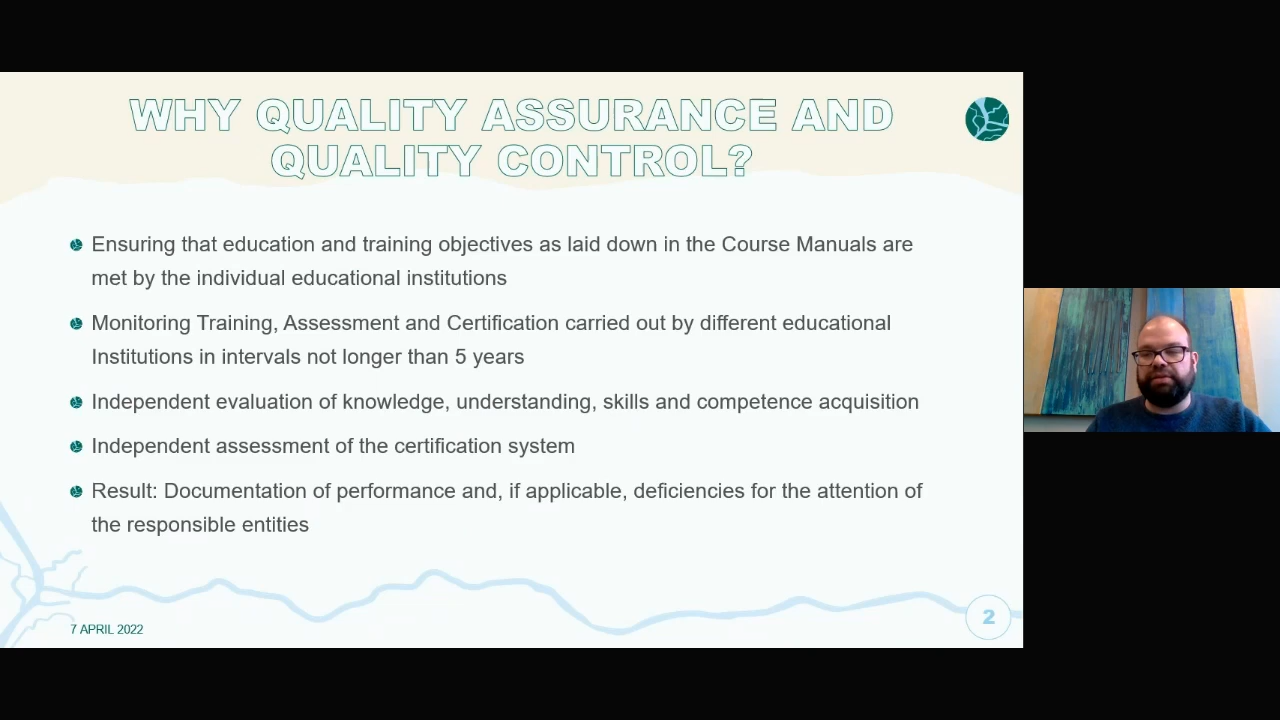 WHY QUALITY ASSURANCE AND
QUALITY CONTROL?
Ensuring that education and training objectives as laid down in the Course Manuals are
met by the individual educational institutions
Monitoring Training, Assessment and Certification carried out by different educational
Institutions in intervals not longer than 5 years
Independent evaluation of knowledge, understanding, skills and competence acquisition
Independent assessment of the certification system
Result: Documentation of performance and, if applicable, deficiencies for the attention of
the responsible entities
7 APRIL 2022
2